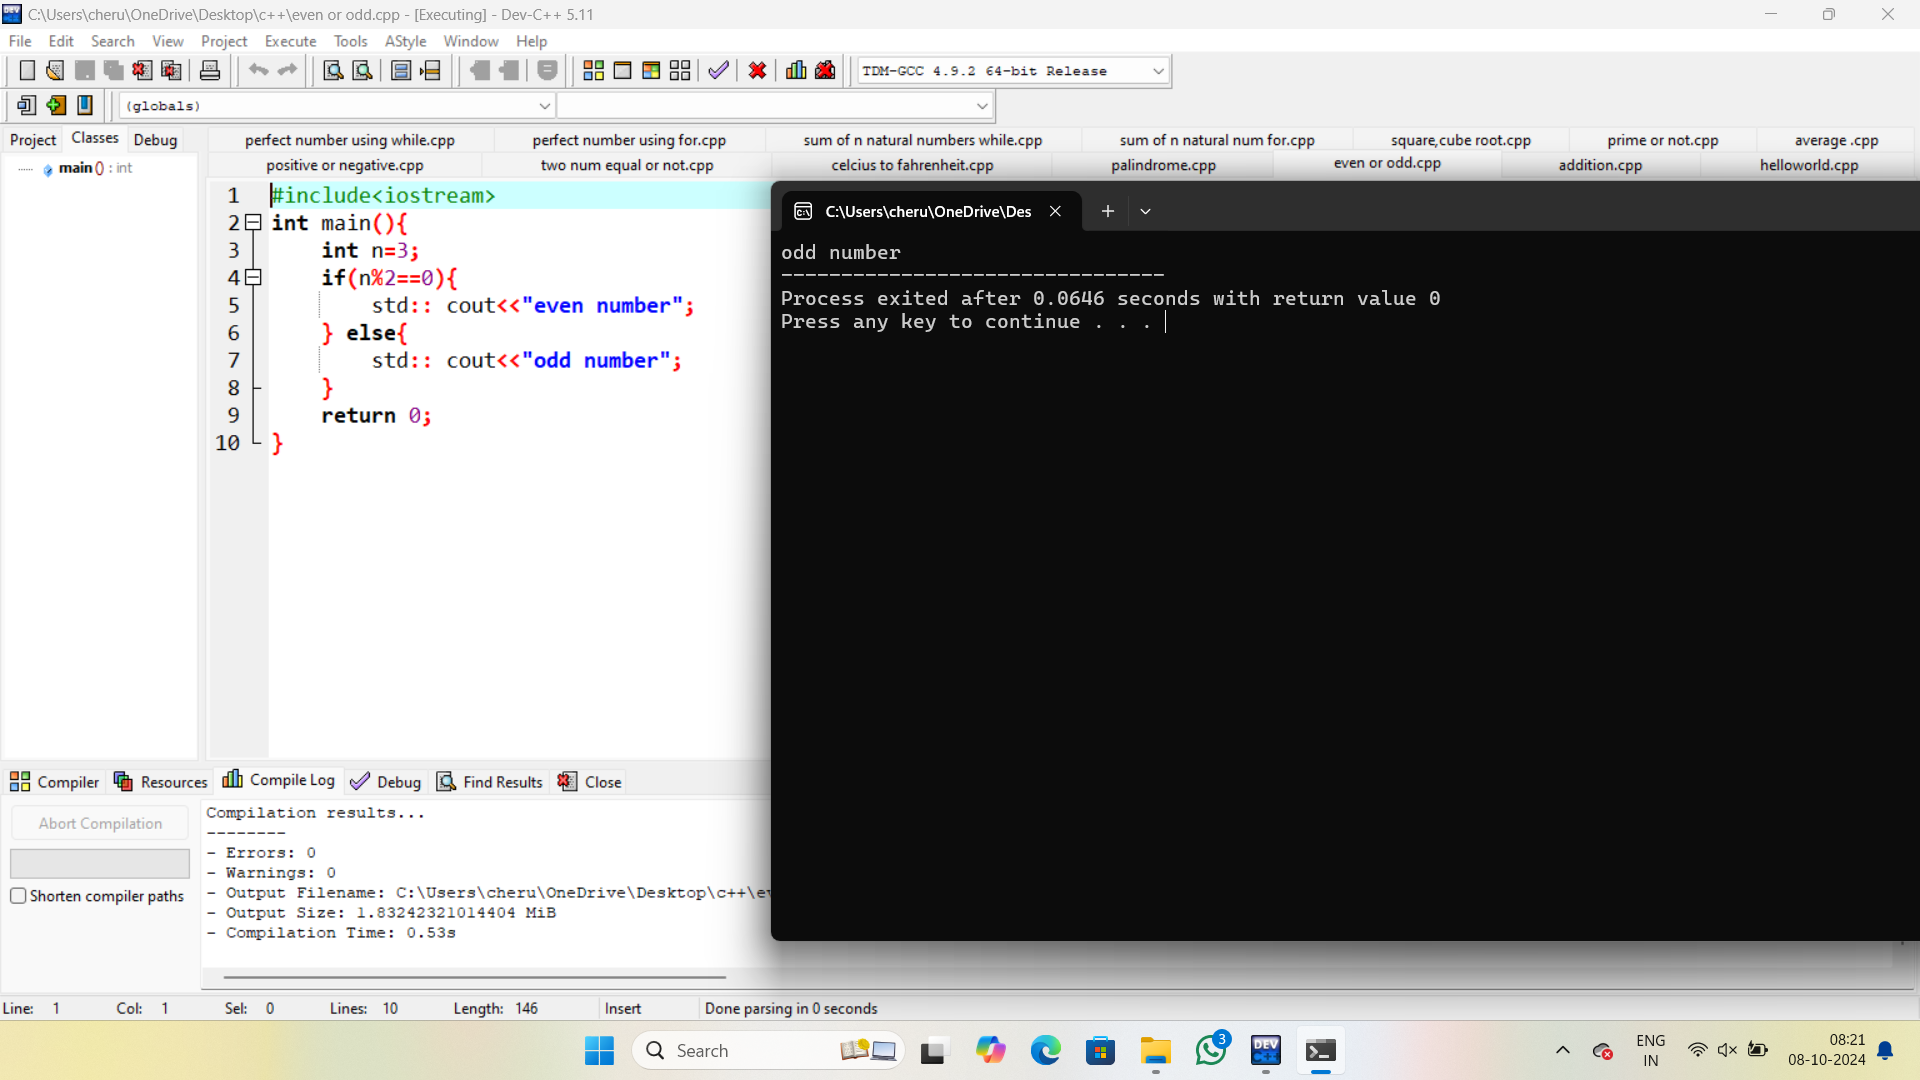 C:\Users\cheru\OneDrive\Desktop\c++\even or odd.cpp - [Executing] - Dev-C++ 5.11
File Edit Search View Project Execute Tools AStyle Window Help
TDM-GCC 4.9.2 64-bit Release
(globals)
Project Classes Debug
perfect number using while.cpp perfect number using for.cpp sum of n natural numbers while.cpp sum of n natural num for.cpp square,cube root.cpp prime or not.cpp average .cpp
positive or negative.cpp two num equal or not.cpp celcius to fahrenheit.cpp palindrome.cpp even or odd.cpp addition.cpp helloworld.cpp
main () : int
1 #include<iostream>
2 int main(){
3 int n=3;
4 if(n%2==0){
5 std:: cout<<"even number";
6 } else{
7 std:: cout<<"odd number";
8 }
9 return 0;
10 }
C:\Users\cheru\OneDrive\Des
odd number
--------------------------------
Process exited after 0.0646 seconds with return value 0
Press any key to continue . . .
Compiler Resources Compile Log Debug Find Results Close
Abort Compilation
Shorten compiler paths
Compilation results...
--------
- Errors: 0
- Warnings: 0
- Output Filename: C:\Users\cheru\OneDrive\Desktop\c++\ev
- Output Size: 1.83242321014404 MiB
- Compilation Time: 0.53s
Line: 1 Col: 1 Sel: 0 Lines: 10 Length: 146 Insert Done parsing in 0 seconds
Search
DEV
C++
3
ENG
IN
08:21
08-10-2024